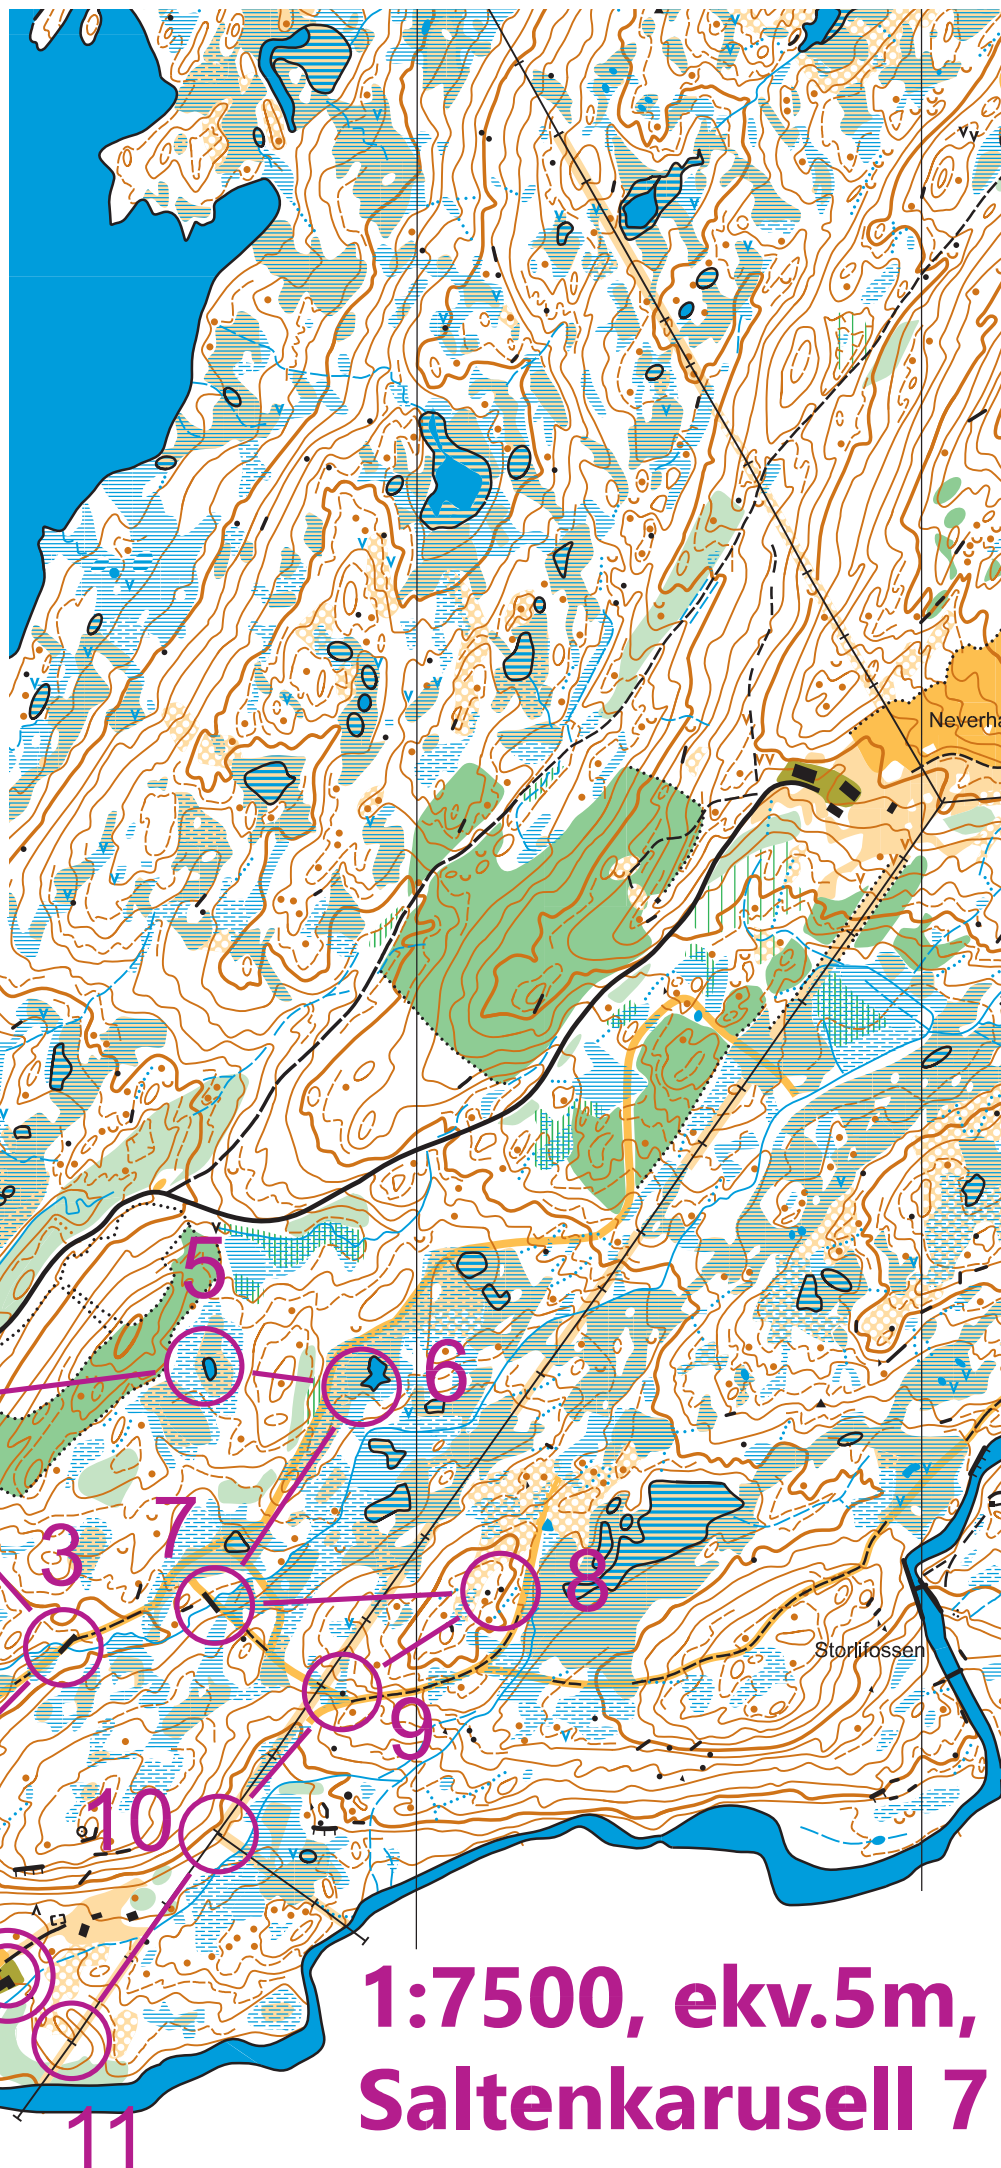 Neverha
5
6
7
3
8
Storlifossen
9
10
1:7500, ekv.5m,
Saltenkarusell 7
11